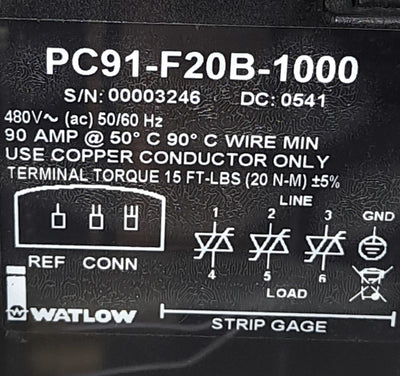 PC91-F20B-1000
S/N: 00003246 DC: 0541
480V~ (ac) 50/60 Hz
90 AMP @ 50° C 90° C WIRE MIN
USE COPPER CONDUCTOR ONLY
TERMINAL TORQUE 15 FT-LBS (20 N-M) ±5%
LINE
1 2 3 GND
4 5 6
REF CONN
LOAD
WATLOW
STRIP GAGE